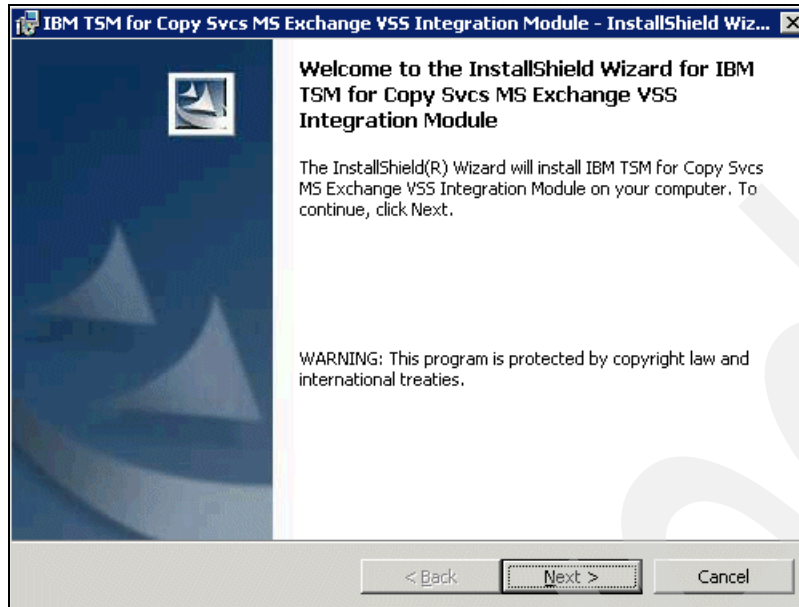 IBM TSM for Copy Svcs MS Exchange VSS Integration Module - InstallShield Wiz...
Welcome to the InstallShield Wizard for IBM
TSM for Copy Svcs MS Exchange VSS
Integration Module
The InstallShield(R) Wizard will install IBM TSM for Copy Svcs
MS Exchange VSS Integration Module on your computer. To
continue, click Next.
WARNING: This program is protected by copyright law and
international treaties.
< Back
Next >
Cancel